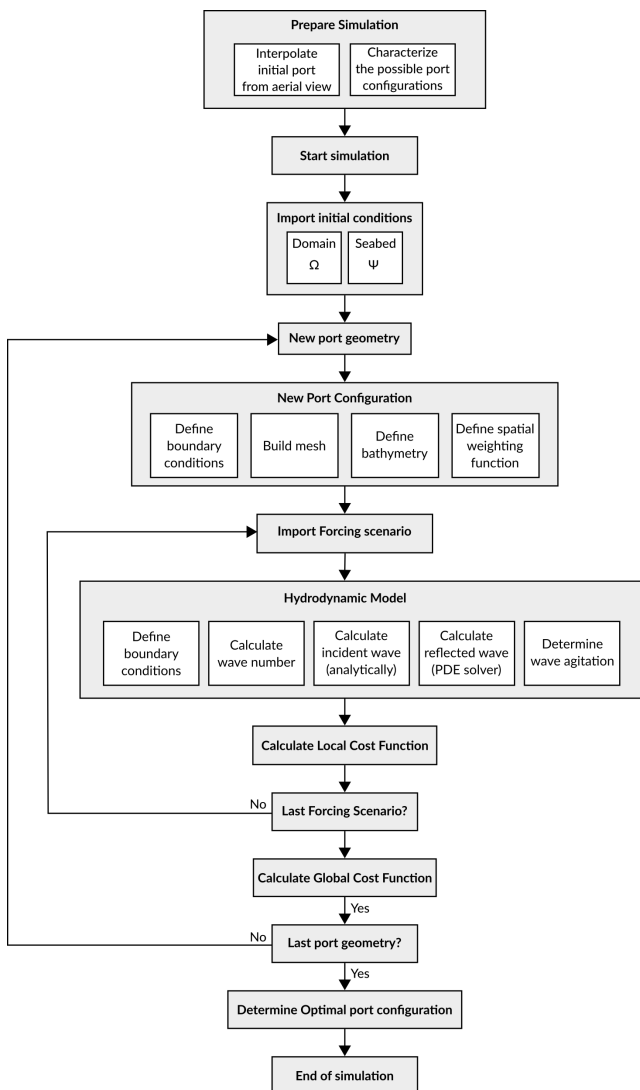 Prepare Simulation
Interpolate
initial port
from aerial view
Characterize
the possible port
configurations
Start simulation
Import initial conditions
Domain
Ω
Seabed
Ψ
New port geometry
New Port Configuration
Define
boundary
conditions
Build mesh
Define
bathymetry
Define spatial
weighting
function
Import Forcing scenario
Hydrodynamic Model
Define
boundary
conditions
Calculate
wave number
Calculate
incident wave
(analytically)
Calculate
reflected wave
(PDE solver)
Determine
wave agitation
Calculate Local Cost Function
No
Last Forcing Scenario?
Calculate Global Cost Function
Yes
No
Last port geometry?
Yes
Determine Optimal port configuration
End of simulation